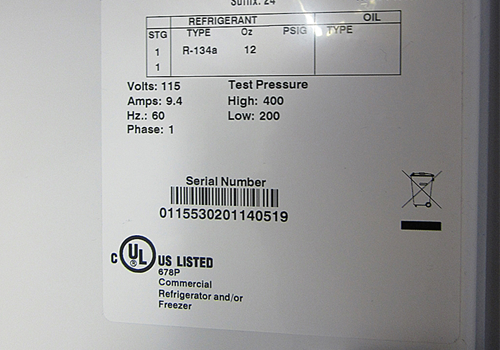 Suffix: 24
REFRIGERANT OIL
STG TYPE Oz PSIG TYPE
1 R-134a 12
1
Volts: 115 Test Pressure
Amps: 9.4 High: 400
Hz.: 60 Low: 200
Phase: 1
Serial Number
0115530201140519
C UL ® US LISTED
678P
Commercial
Refrigerator and/or
Freezer